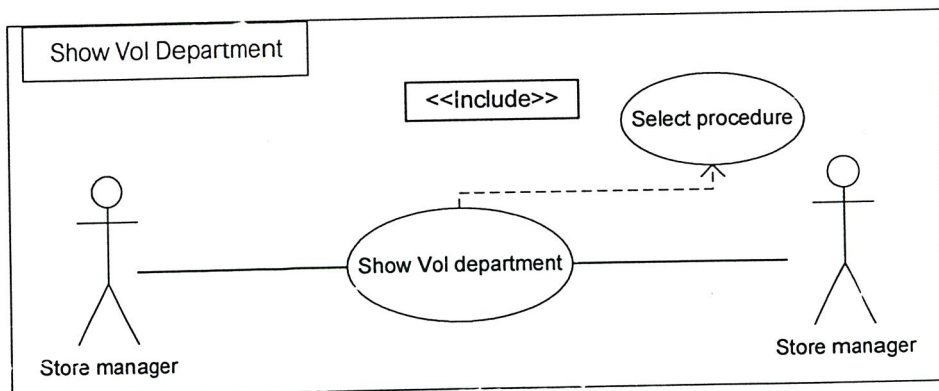 Show Vol Department
<<Include>>
Select procedure
Show Vol department
Store manager
Store manager